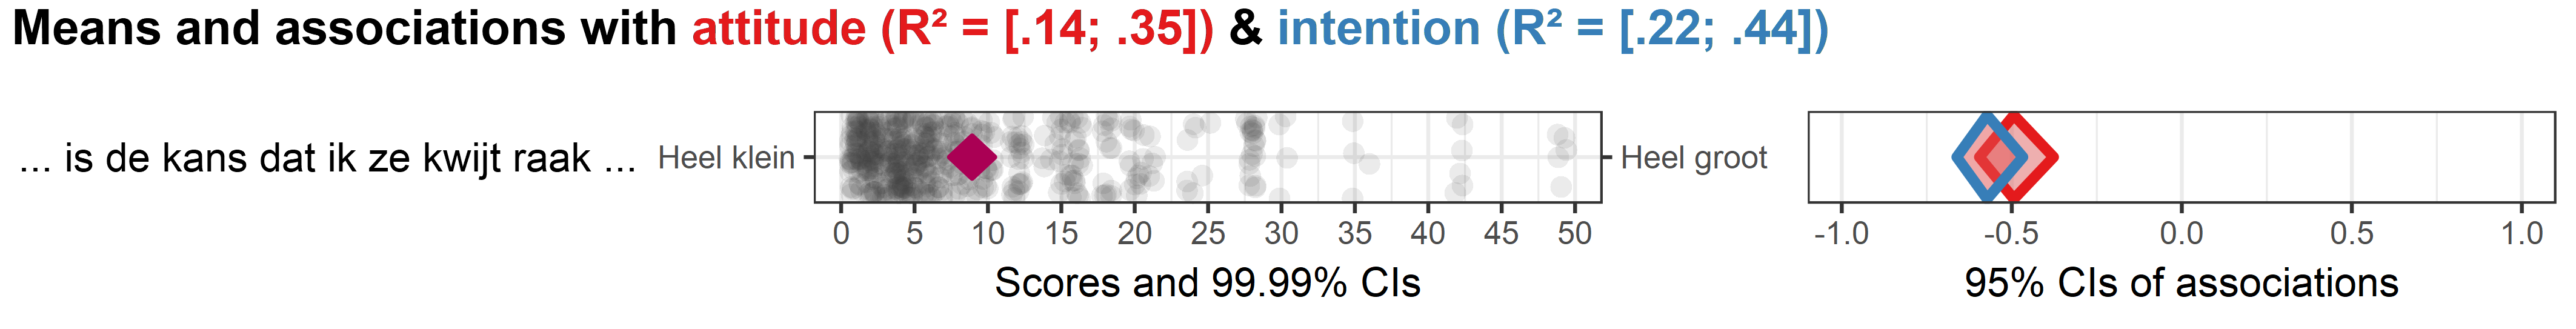 Means and associations with attitude (R² = [.14; .35]) & intention (R² = [.22; .44])
... is de kans dat ik ze kwijt raak ... Heel klein Heel groot
0 5 10 15 20 25 30 35 40 45 50 -1.0 -0.5 0.0 0.5 1.0
Scores and 99.99% CIs 95% CIs of associations